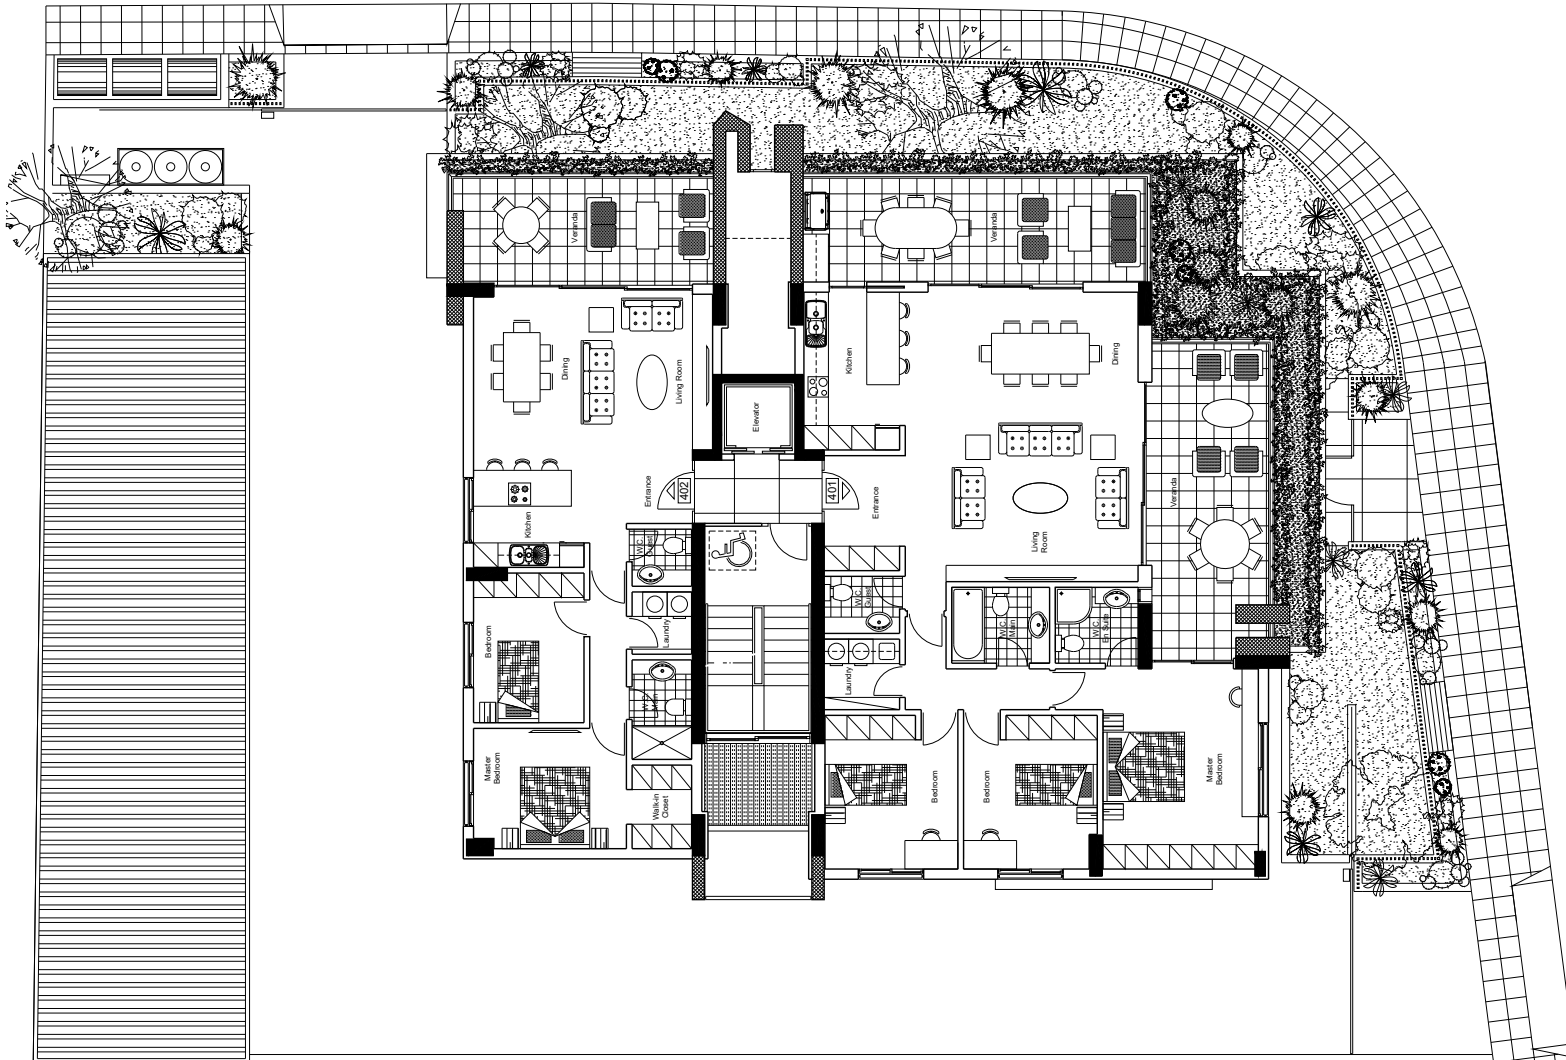 Veranda
Veranda
Dining
Living Room
Elevator
Kitchen
Dining
Entrance
402
401
Entrance
Veranda
Kitchen
W.C.
Guest
Living
Room
Bedroom
Laundry
W.C.
Guest
W.C.
Main
W.C.
En Suite
W.C.
Main
Laundry
Master
Bedroom
Walk-in
Closet
Bedroom
Bedroom
Master
Bedroom